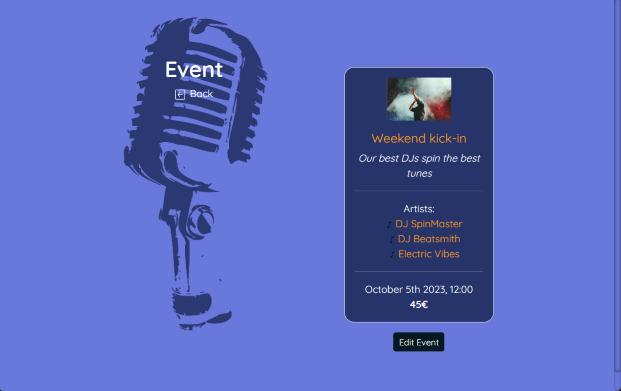 Event
Back
Weekend kick-in
Our best DJs spin the best
tunes
Artists:
DJ SpinMaster
DJ Beatsmith
Electric Vibes
October 5th 2023, 12:00
45€
Edit Event